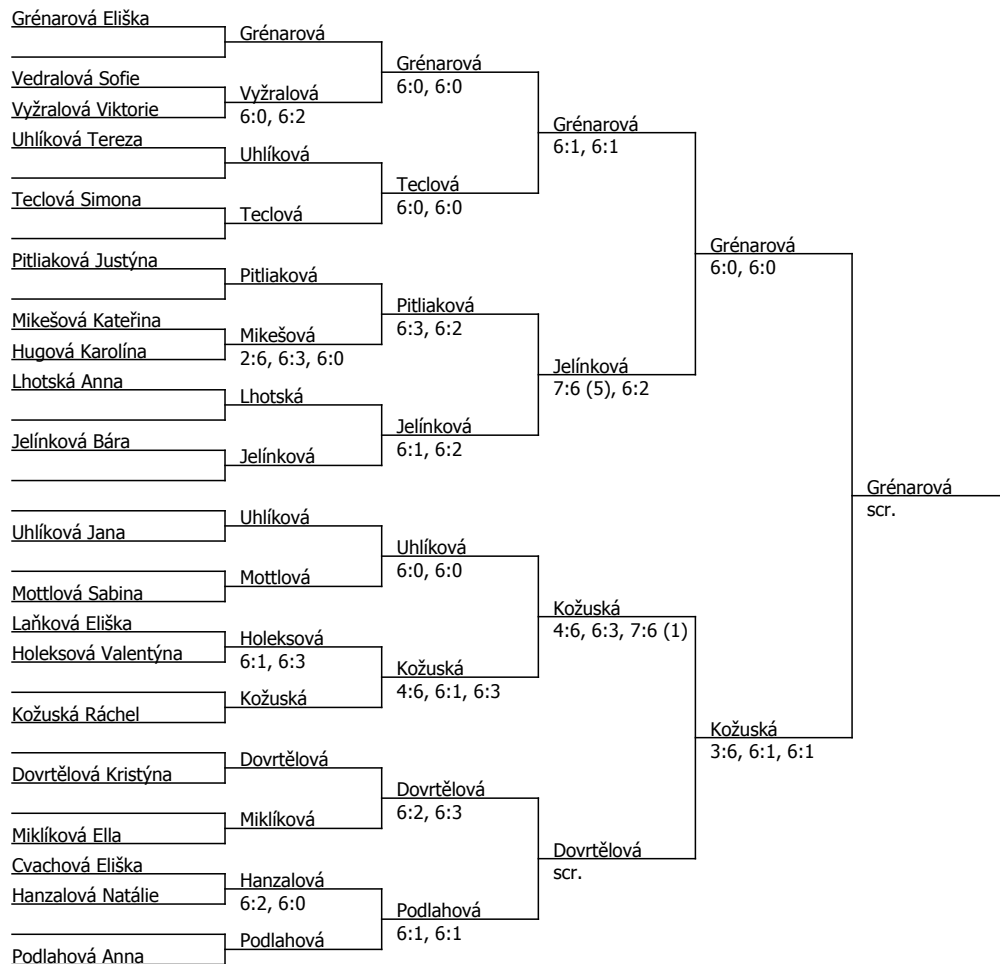 Grénarová Eliška
Vedralová Sofie
Vyžralová Viktorie
Uhlíková Tereza
Teclová Simona
Pitliaková Justýna
Mikešová Kateřina
Hugová Karolína
Lhotská Anna
Jelínková Bára
Uhlíková Jana
Mottlová Sabina
Laňková Eliška
Holeksová Valentýna
Kožuská Ráchel
Dovrtělová Kristýna
Miklíková Ella
Cvachová Eliška
Hanzalová Natálie
Podlahová Anna
Grénarová
Vyžralová
6:0, 6:2
Uhlíková
Teclová
Pitliaková
Mikešová
2:6, 6:3, 6:0
Lhotská
Jelínková
Uhlíková
Mottlová
Holeksová
6:1, 6:3
Kožuská
Dovrtělová
Miklíková
Hanzalová
6:2, 6:0
Podlahová
Grénarová
6:0, 6:0
Teclová
6:0, 6:0
Pitliaková
6:3, 6:2
Jelínková
6:1, 6:2
Uhlíková
6:0, 6:0
Kožuská
4:6, 6:1, 6:3
Dovrtělová
6:2, 6:3
Podlahová
6:1, 6:1
Grénarová
6:1, 6:1
Jelínková
7:6 (5), 6:2
Kožuská
4:6, 6:3, 7:6 (1)
Dovrtělová
scr.
Grénarová
6:0, 6:0
Kožuská
3:6, 6:1, 6:1
Grénarová
scr.